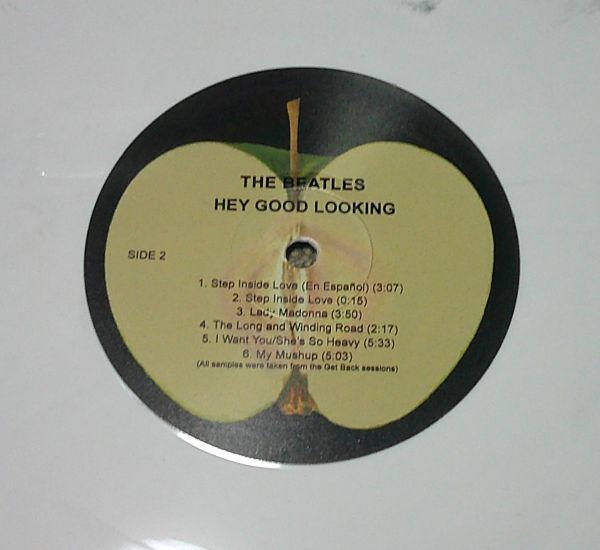 THE BEATLES
HEY GOOD LOOKING
SIDE 2
1. Step Inside Love (En Español) (3:07)
2. Step Inside Love (0:15)
3. Lady Madonna (3:50)
4. The Long and Winding Road (2:17)
5. I Want You/She's So Heavy (5:33)
6. My Mushup (5:03)
(All samples were taken from the Get Back sessions)